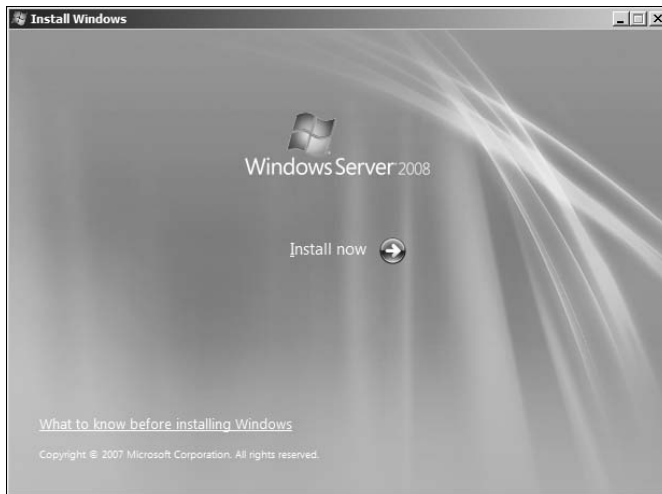 Install Windows
Windows Server 2008
Install now
What to know before installing Windows
Copyright © 2007 Microsoft Corporation. All rights reserved.